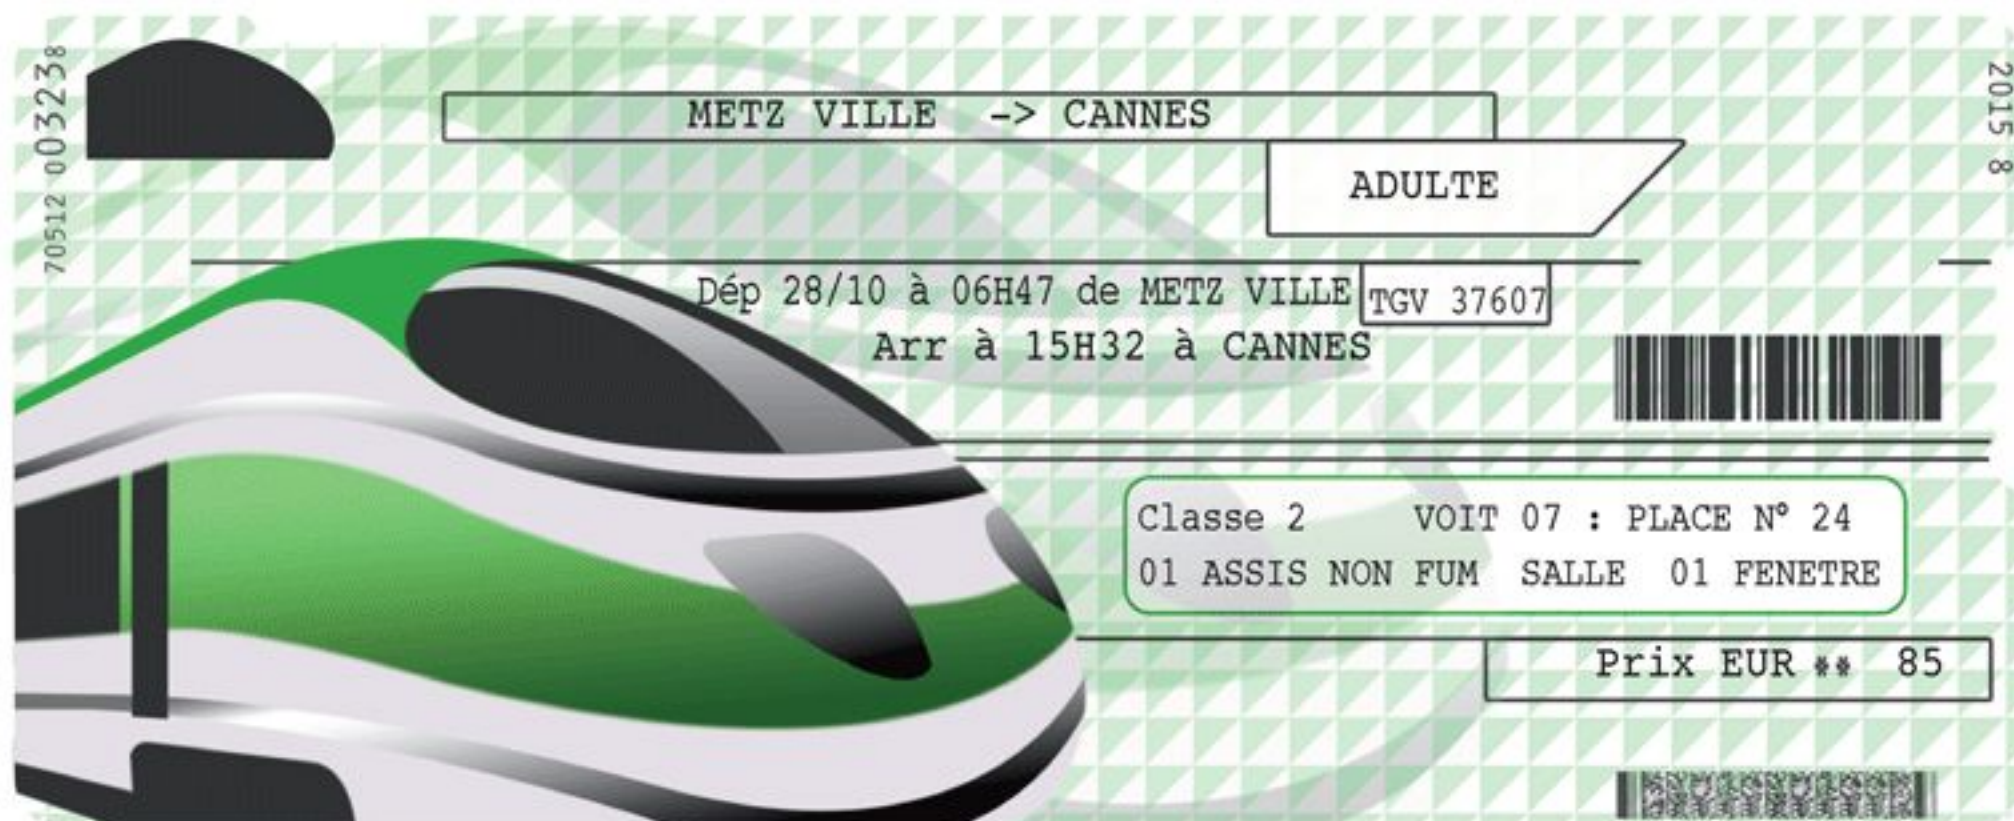 70512 00032238
2015 8
METZ VILLE -> CANNES
ADULTE
Dép 28/10 à 06H47 de METZ VILLE TGV 37607
Arr à 15H32 à CANNES
Classe 2 VOIT 07 : PLACE N° 24
01 ASSIS NON FUM SALLE 01 FENETRE
Prix EUR ** 85